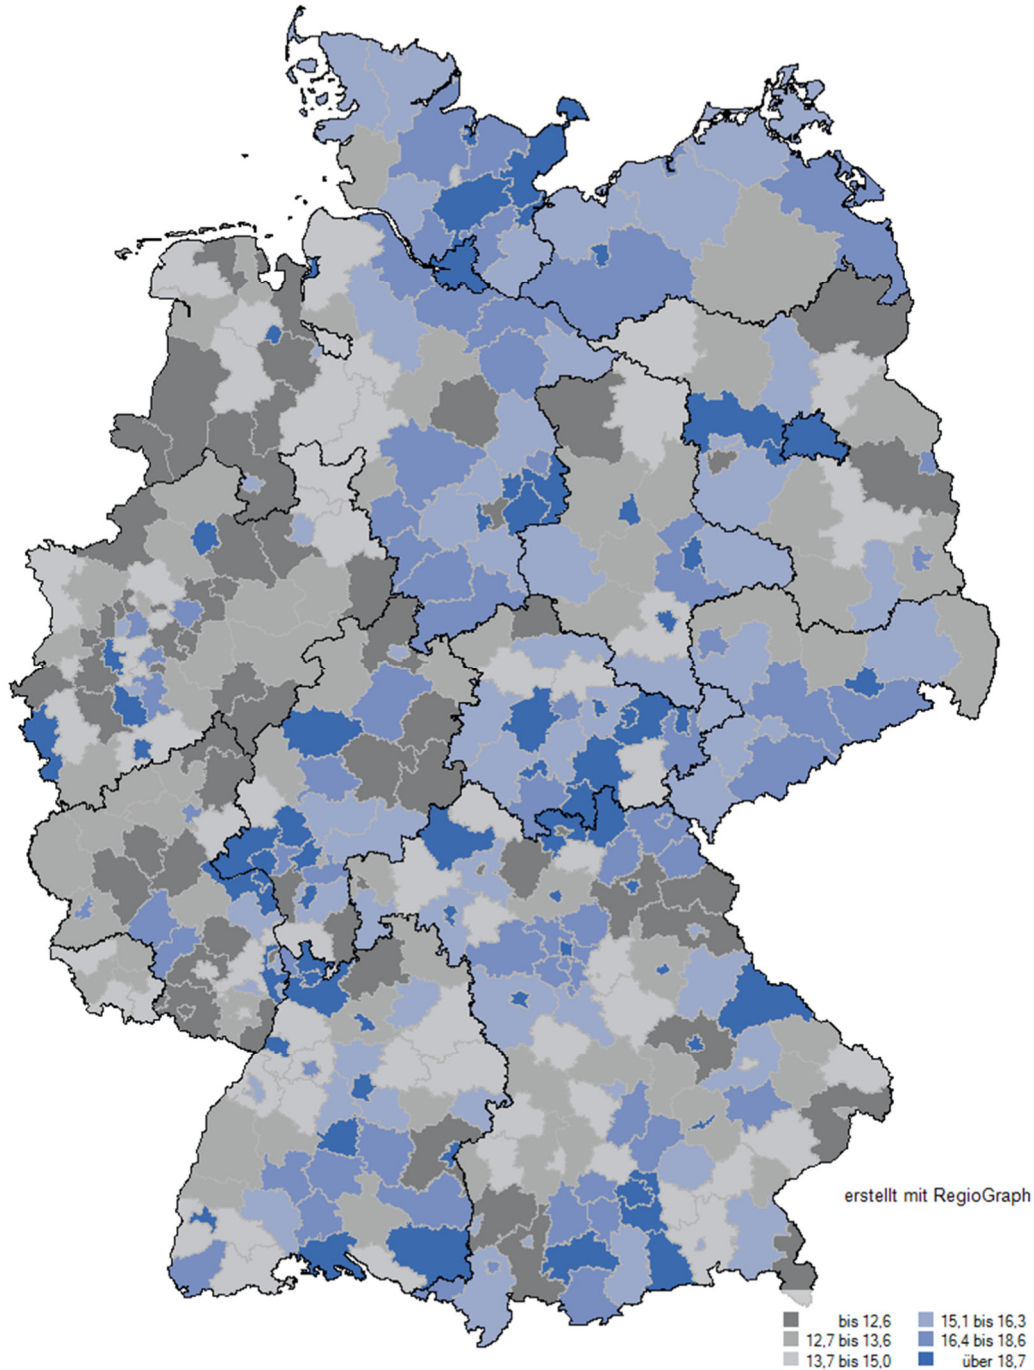 erstellt mit RegioGraph
bis 12,6
12,7 bis 13,6
13,7 bis 15,0
15,1 bis 16,3
16,4 bis 18,6
über 18,7